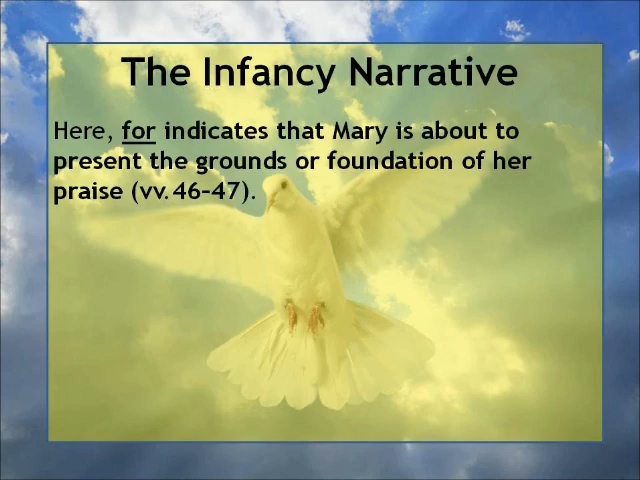 The Infancy Narrative
Here, for indicates that Mary is about to
present the grounds or foundation of her
praise (vv.46–47).